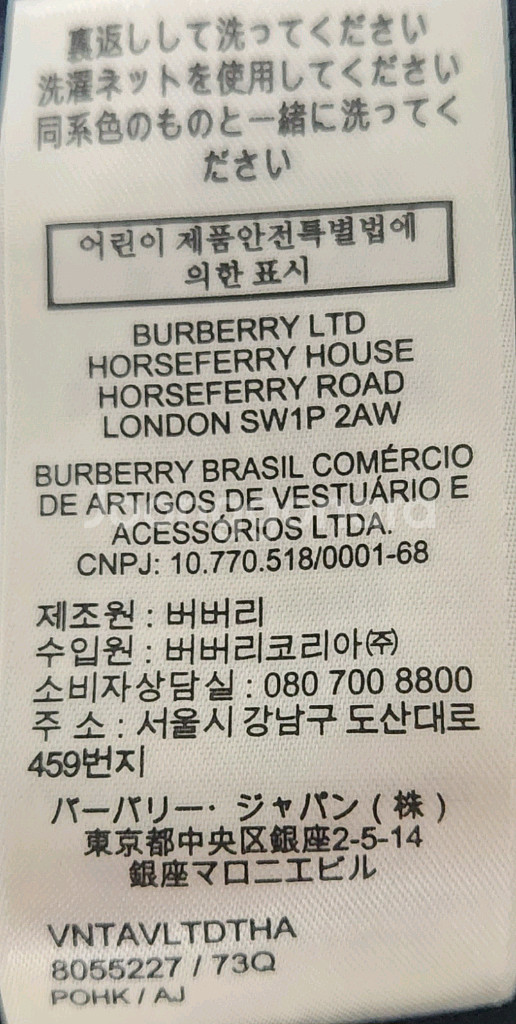 裏返しして洗ってください
洗濯ネットを使用してください
同系色のものと一緒に洗ってく
ださい
어린이 제품안전특별법에
의한 표시
BURBERRY LTD
HORSEFERRY HOUSE
HORSEFERRY ROAD
LONDON SW1P 2AW
BURBERRY BRASIL COMÉRCIO
DE ARTIGOS DE VESTUÁRIO E
ACESSÓRIOS LTDA.
CNPJ: 10.770.518/0001-68
제조원 : 버버리
수입원 : 버버리코리아㈜
소비자상담실 : 080 700 8800
주 소 : 서울시 강남구 도산대로
459번지
バーバリー・ジャパン ( 株 )
東京都中央区銀座2-5-14
銀座マロニエビル
VNTAVLTDTHA
8055227 / 73Q
POHK / AJ